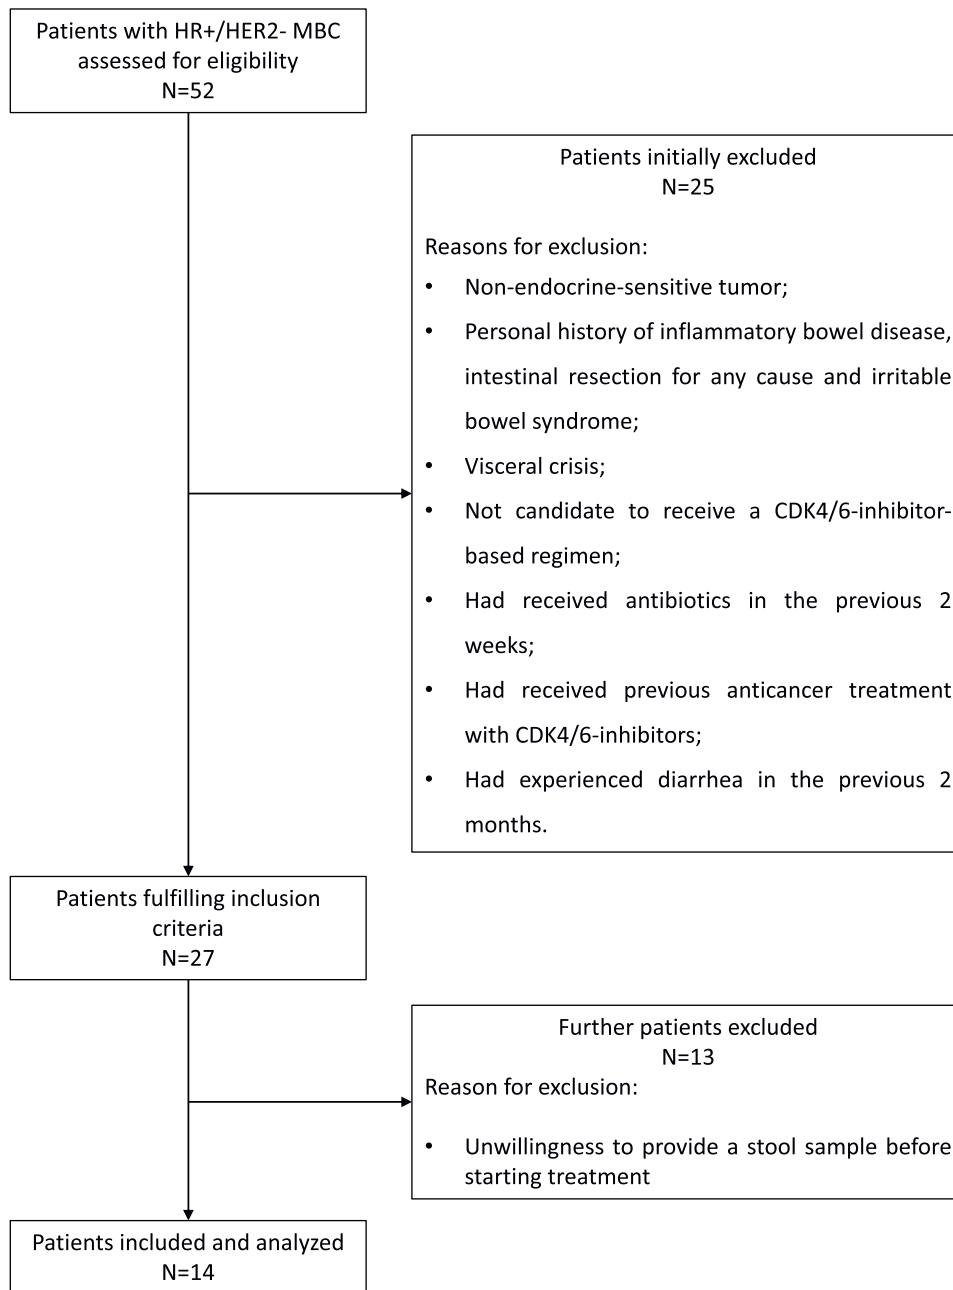 Patients with HR+/HER2- MBC
assessed for eligibility
N=52
Patients initially excluded
N=25
Reasons for exclusion:
• Non-endocrine-sensitive tumor;
• Personal history of inflammatory bowel disease,
intestinal resection for any cause and irritable
bowel syndrome;
• Visceral crisis;
• Not candidate to receive a CDK4/6-inhibitor-
based regimen;
• Had received antibiotics in the previous 2
weeks;
• Had received previous anticancer treatment
with CDK4/6-inhibitors;
• Had experienced diarrhea in the previous 2
months.
Patients fulfilling inclusion
criteria
N=27
Further patients excluded
N=13
Reason for exclusion:
• Unwillingness to provide a stool sample before
starting treatment
Patients included and analyzed
N=14